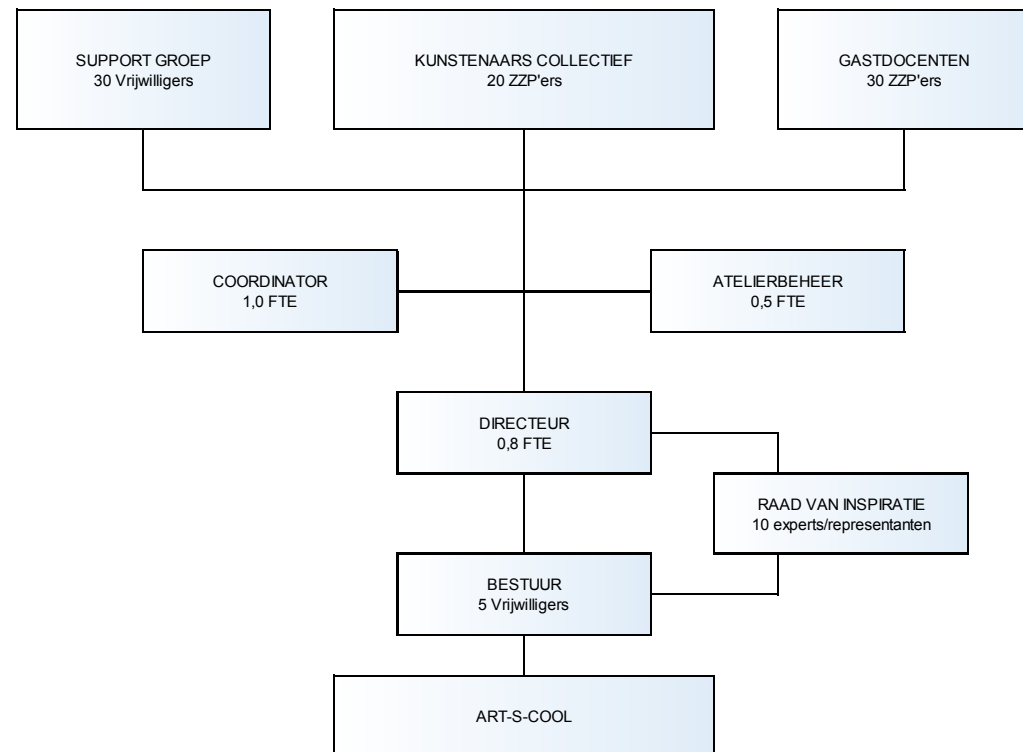 SUPPORT GROEP
30 Vrijwilligers
KUNSTENAARS COLLECTIEF
20 ZZP'ers
GASTDOCENTEN
30 ZZP'ers
COORDINATOR
1,0 FTE
ATELIERBEHEER
0,5 FTE
DIRECTEUR
0,8 FTE
RAAD VAN INSPIRATIE
10 experts/representanten
BESTUUR
5 Vrijwilligers
ART-S-COOL